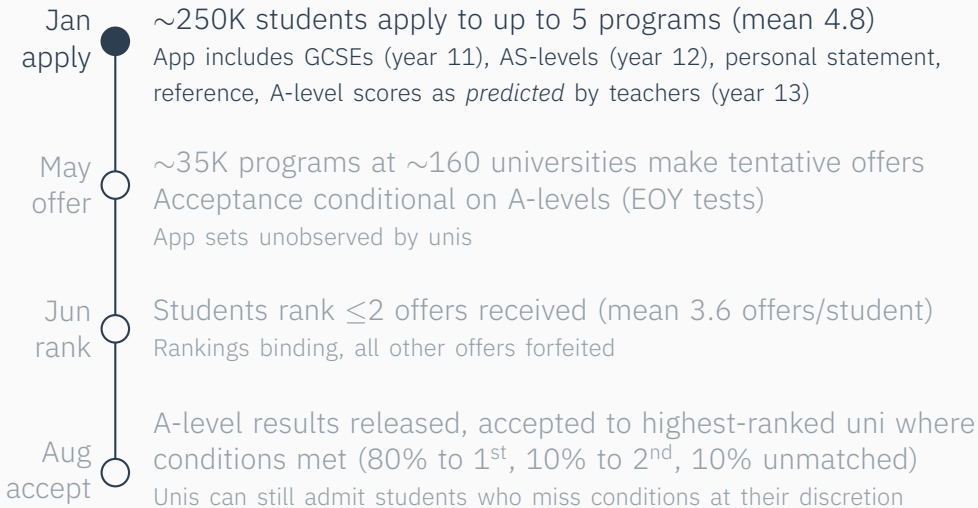 Jan
apply
~250K students apply to up to 5 programs (mean 4.8)
App includes GCSEs (year 11), AS-levels (year 12), personal statement,
reference, A-level scores as predicted by teachers (year 13)
May
offer
~35K programs at ~160 universities make tentative offers
Acceptance conditional on A-levels (EOY tests)
App sets unobserved by unis
Jun
rank
Students rank ≤2 offers received (mean 3.6 offers/student)
Rankings binding, all other offers forfeited
Aug
accept
A-level results released, accepted to highest-ranked uni where
conditions met (80% to 1st, 10% to 2nd, 10% unmatched)
Unis can still admit students who miss conditions at their discretion